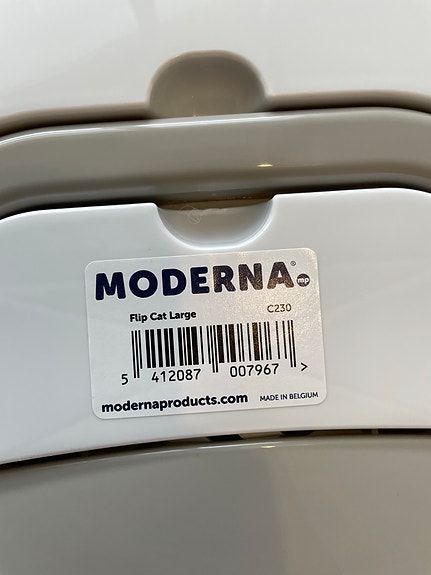 MODERNA® mp
Flip Cat Large C230
5 412087 007967 >
modernaproducts.com MADE IN BELGIUM